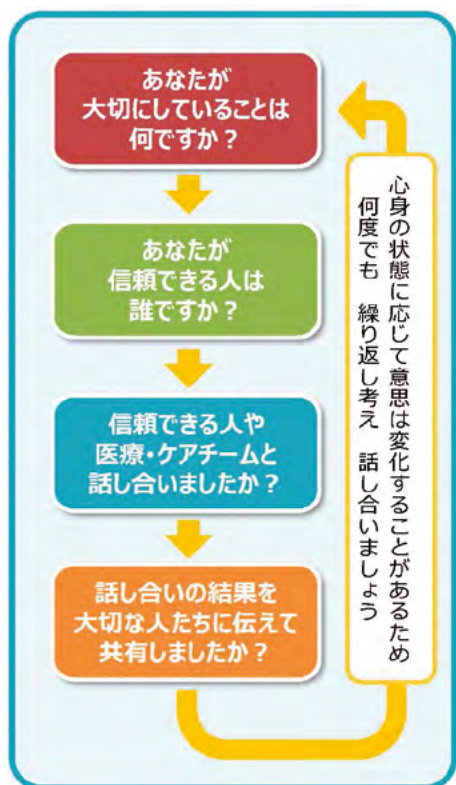 あなたが
大切にしていることは
何ですか？
あなたが
信頼できる人は
誰ですか？
信頼できる人や
医療・ケアチームと
話し合いましたか？
話し合いの結果を
大切な人たちに伝えて
共有しましたか？
心身の状態に応じて意思は変化することがあるため
何度でも　繰り返し考え　話し合いましょう